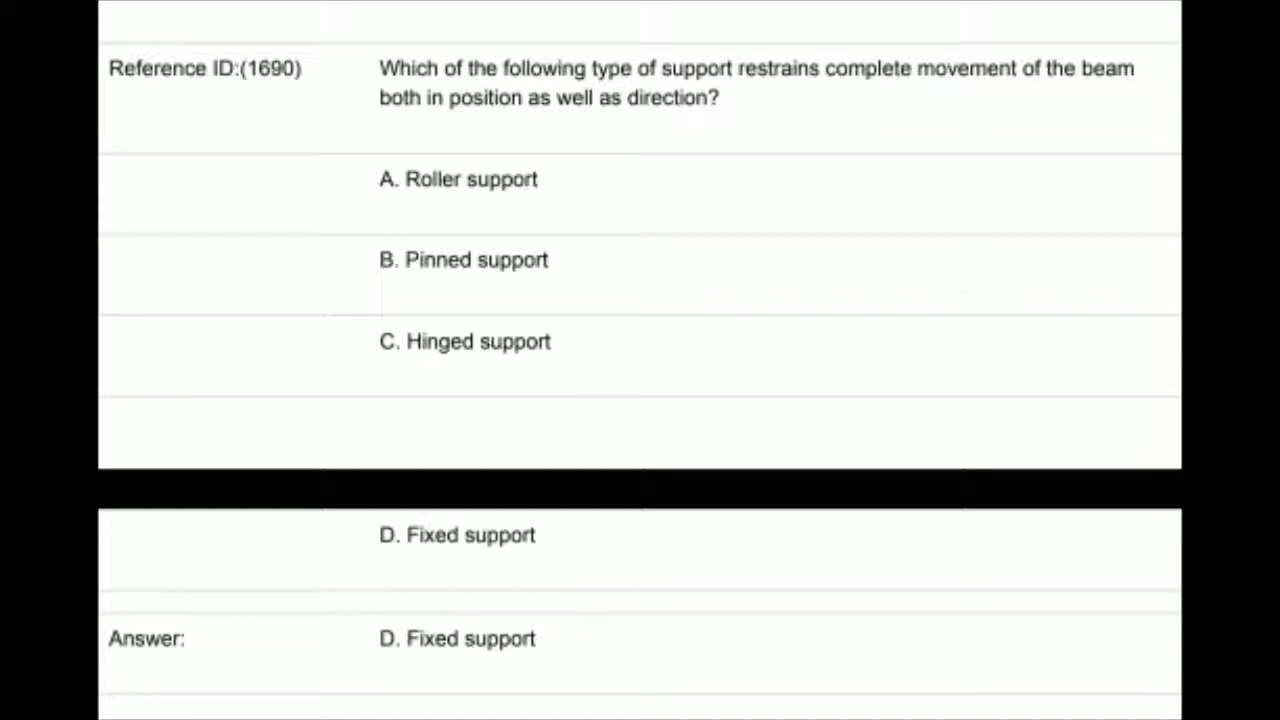 Reference ID:(1690)
Which of the following type of support restrains complete movement of the beam
both in position as well as direction?
A. Roller support
B. Pinned support
C. Hinged support
D. Fixed support
Answer:
D. Fixed support